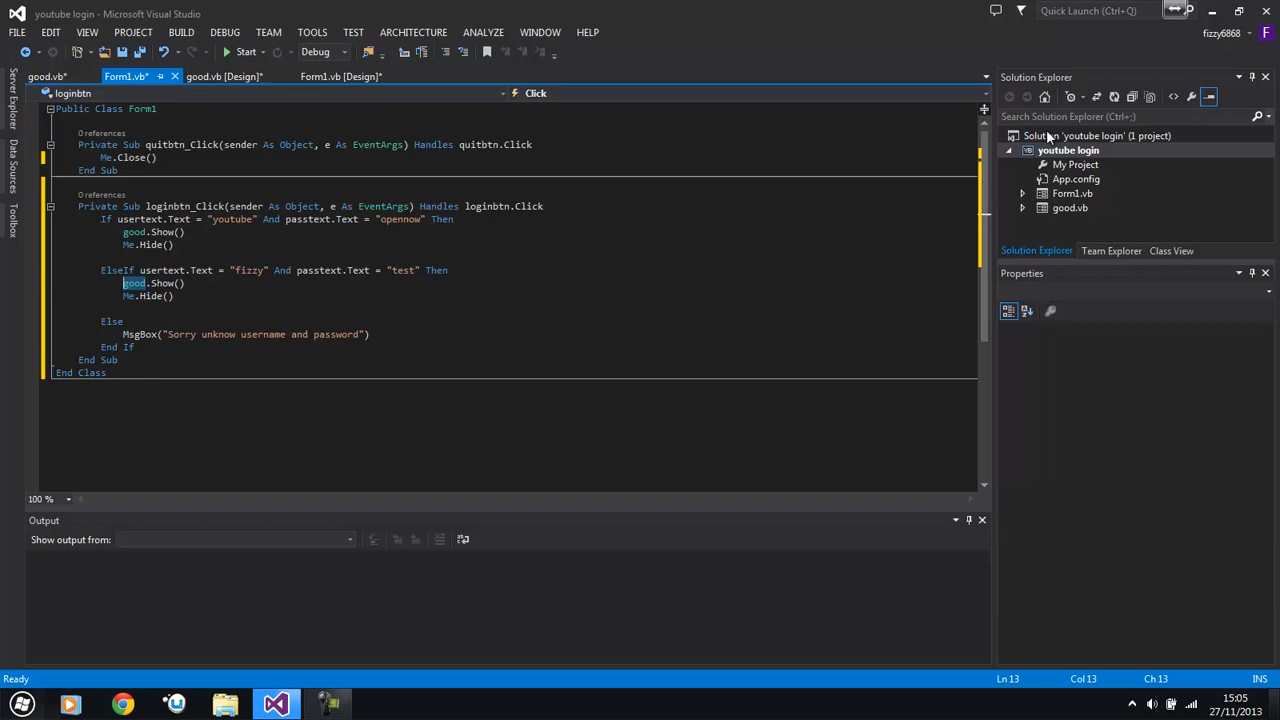 youtube login - Microsoft Visual Studio
Quick Launch (Ctrl+Q)
FILE EDIT VIEW PROJECT BUILD DEBUG TEAM TOOLS TEST ARCHITECTURE ANALYZE WINDOW HELP
fizzy6868 F
Start Debug
good.vb* Form1.vb* good.vb [Design]* Form1.vb [Design]*
loginbtn Click
Public Class Form1
0 references
Private Sub quitbtn_Click(sender As Object, e As EventArgs) Handles quitbtn.Click
Me.Close()
End Sub
0 references
Private Sub loginbtn_Click(sender As Object, e As EventArgs) Handles loginbtn.Click
If usertext.Text = "youtube" And passtext.Text = "opennow" Then
good.Show()
Me.Hide()
ElseIf usertext.Text = "fizzy" And passtext.Text = "test" Then
good.Show()
Me.Hide()
Else
MsgBox("Sorry unknow username and password")
End If
End Sub
End Class
100 %
Server Explorer
Data Sources
Toolbox
Output
Show output from:
Solution Explorer
Search Solution Explorer (Ctrl+;)
Solution 'youtube login' (1 project)
VB youtube login
My Project
App.config
Form1.vb
good.vb
Solution Explorer Team Explorer Class View
Properties
Ready Ln 13 Col 13 Ch 13 INS
15:05
27/11/2013